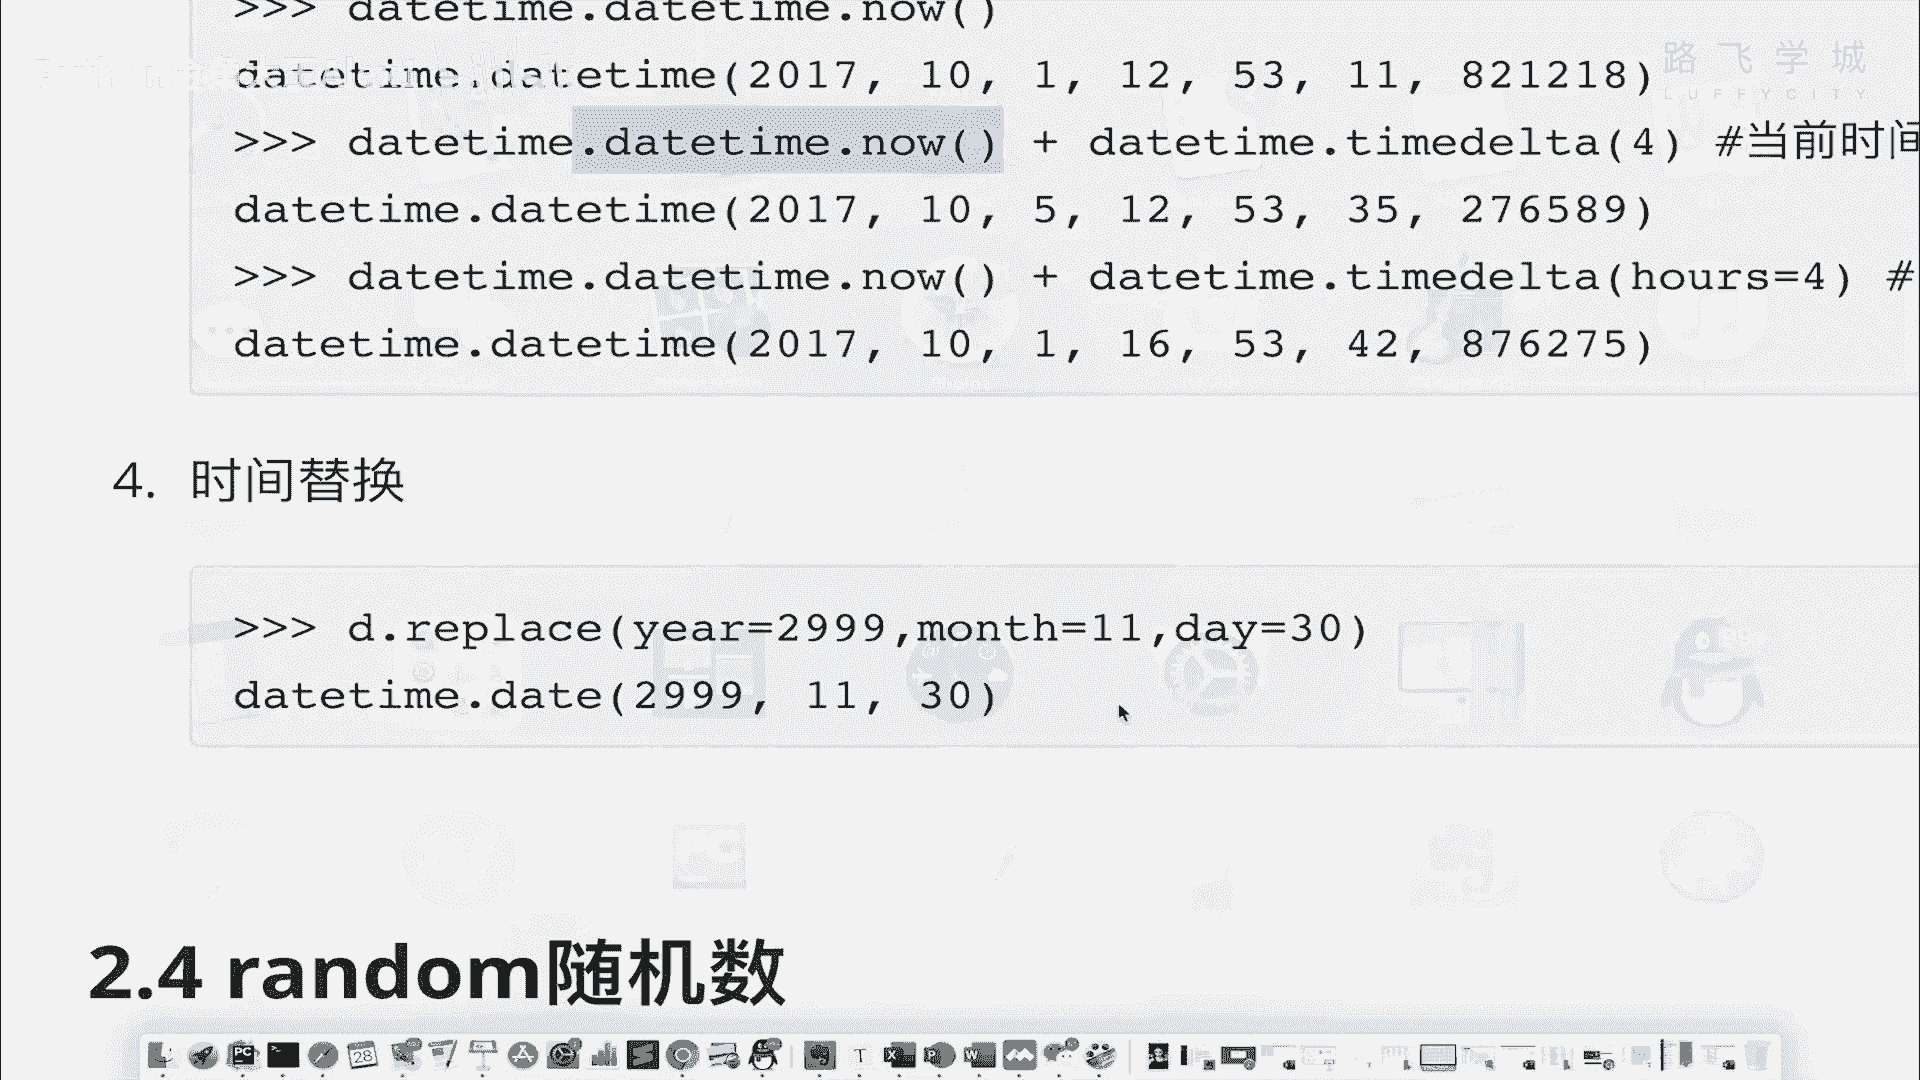 >>> datetime.datetime.now()
datetime.datetime(2017, 10, 1, 12, 53, 11, 821218)
路飞学城
LUFFYCITY
>>> datetime.datetime.now() + datetime.timedelta(4) #当前时间
datetime.datetime(2017, 10, 5, 12, 53, 35, 276589)
>>> datetime.datetime.now() + datetime.timedelta(hours=4) #
datetime.datetime(2017, 10, 1, 16, 53, 42, 876275)
4. 时间替换
>>> d.replace(year=2999,month=11,day=30)
datetime.date(2999, 11, 30)
2.4 random随机数
PC
28
T
X
P
W